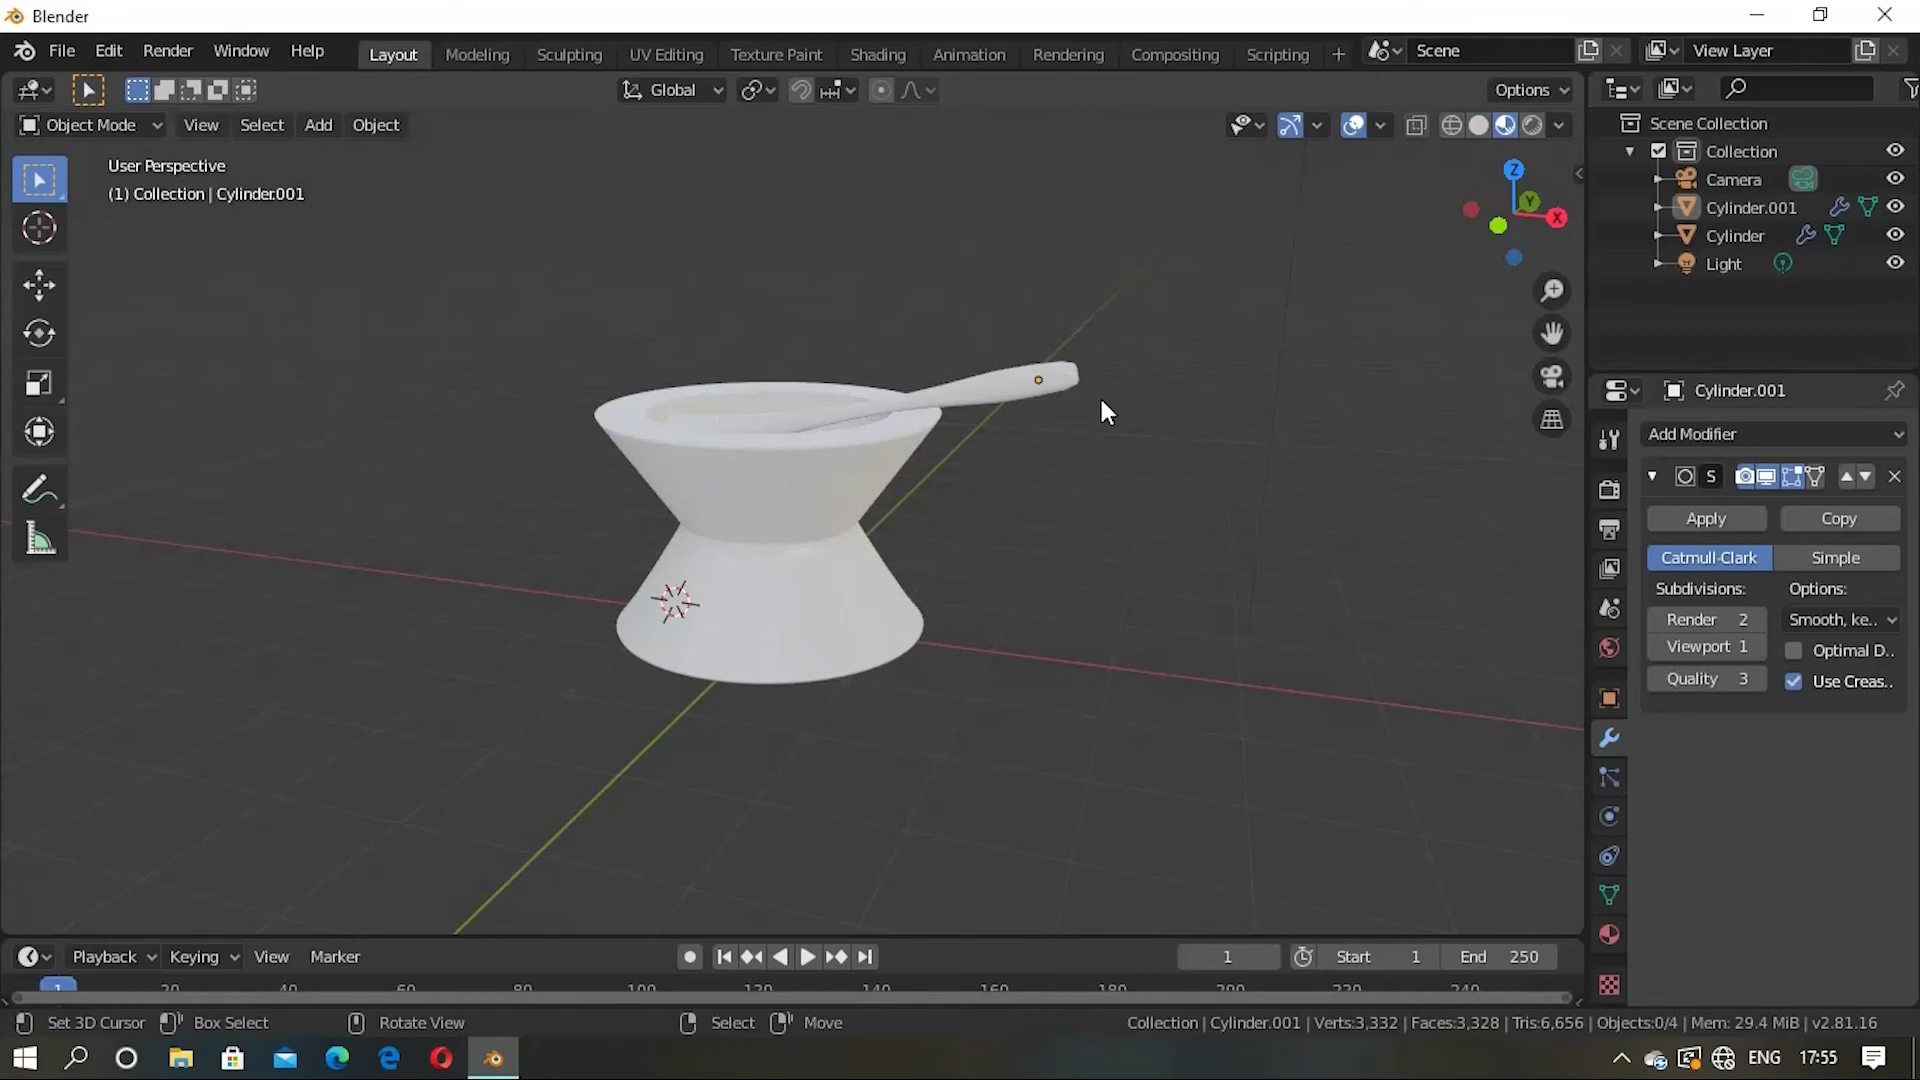 Blender
File Edit Render Window Help Layout Modeling Sculpting UV Editing Texture Paint Shading Animation Rendering Compositing Scripting + Scene View Layer
Global Options
Object Mode View Select Add Object
User Perspective
(1) Collection | Cylinder.001
Z
Y
X
Scene Collection
Collection
Camera
Cylinder.001
Cylinder
Light
Cylinder.001
Add Modifier
S
Apply Copy
Catmull-Clark Simple
Subdivisions: Options:
Render 2 Smooth, ke..
Viewport 1 Optimal D..
Quality 3 Use Creas..
Playback Keying View Marker 1 Start 1 End 250
1 20 40 60 80 100 120 140 160 180 200 220 240
Set 3D Cursor Box Select Rotate View Select Move Collection | Cylinder.001 | Verts:3,332 | Faces:3,328 | Tris:6,656 | Objects:0/4 | Mem: 29.4 MiB | v2.81.16
ENG 17:55